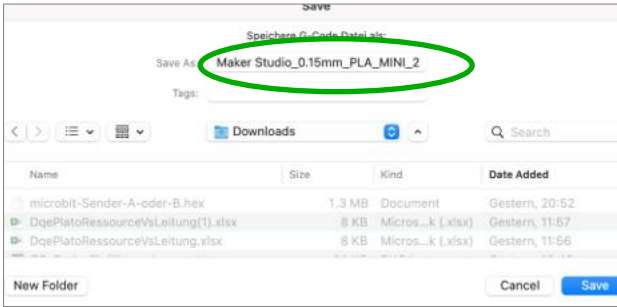 Save
Speichere G-Code Datei als:
Save As: Maker Studio_0.15mm_PLA_MINI_2
Tags:
Downloads
Search
Name Size Kind Date Added
microbit-Sender-A-oder-B.hex 1.3 MB Document Gestern, 20:52
DqePlatoRessourceVsLeitung(1).xlsx 8 KB Micros...k (.xlsx) Gestern, 11:57
DqePlatoRessourceVsLeitung.xlsx 8 KB Micros...k (.xlsx) Gestern, 11:56
New Folder Cancel Save